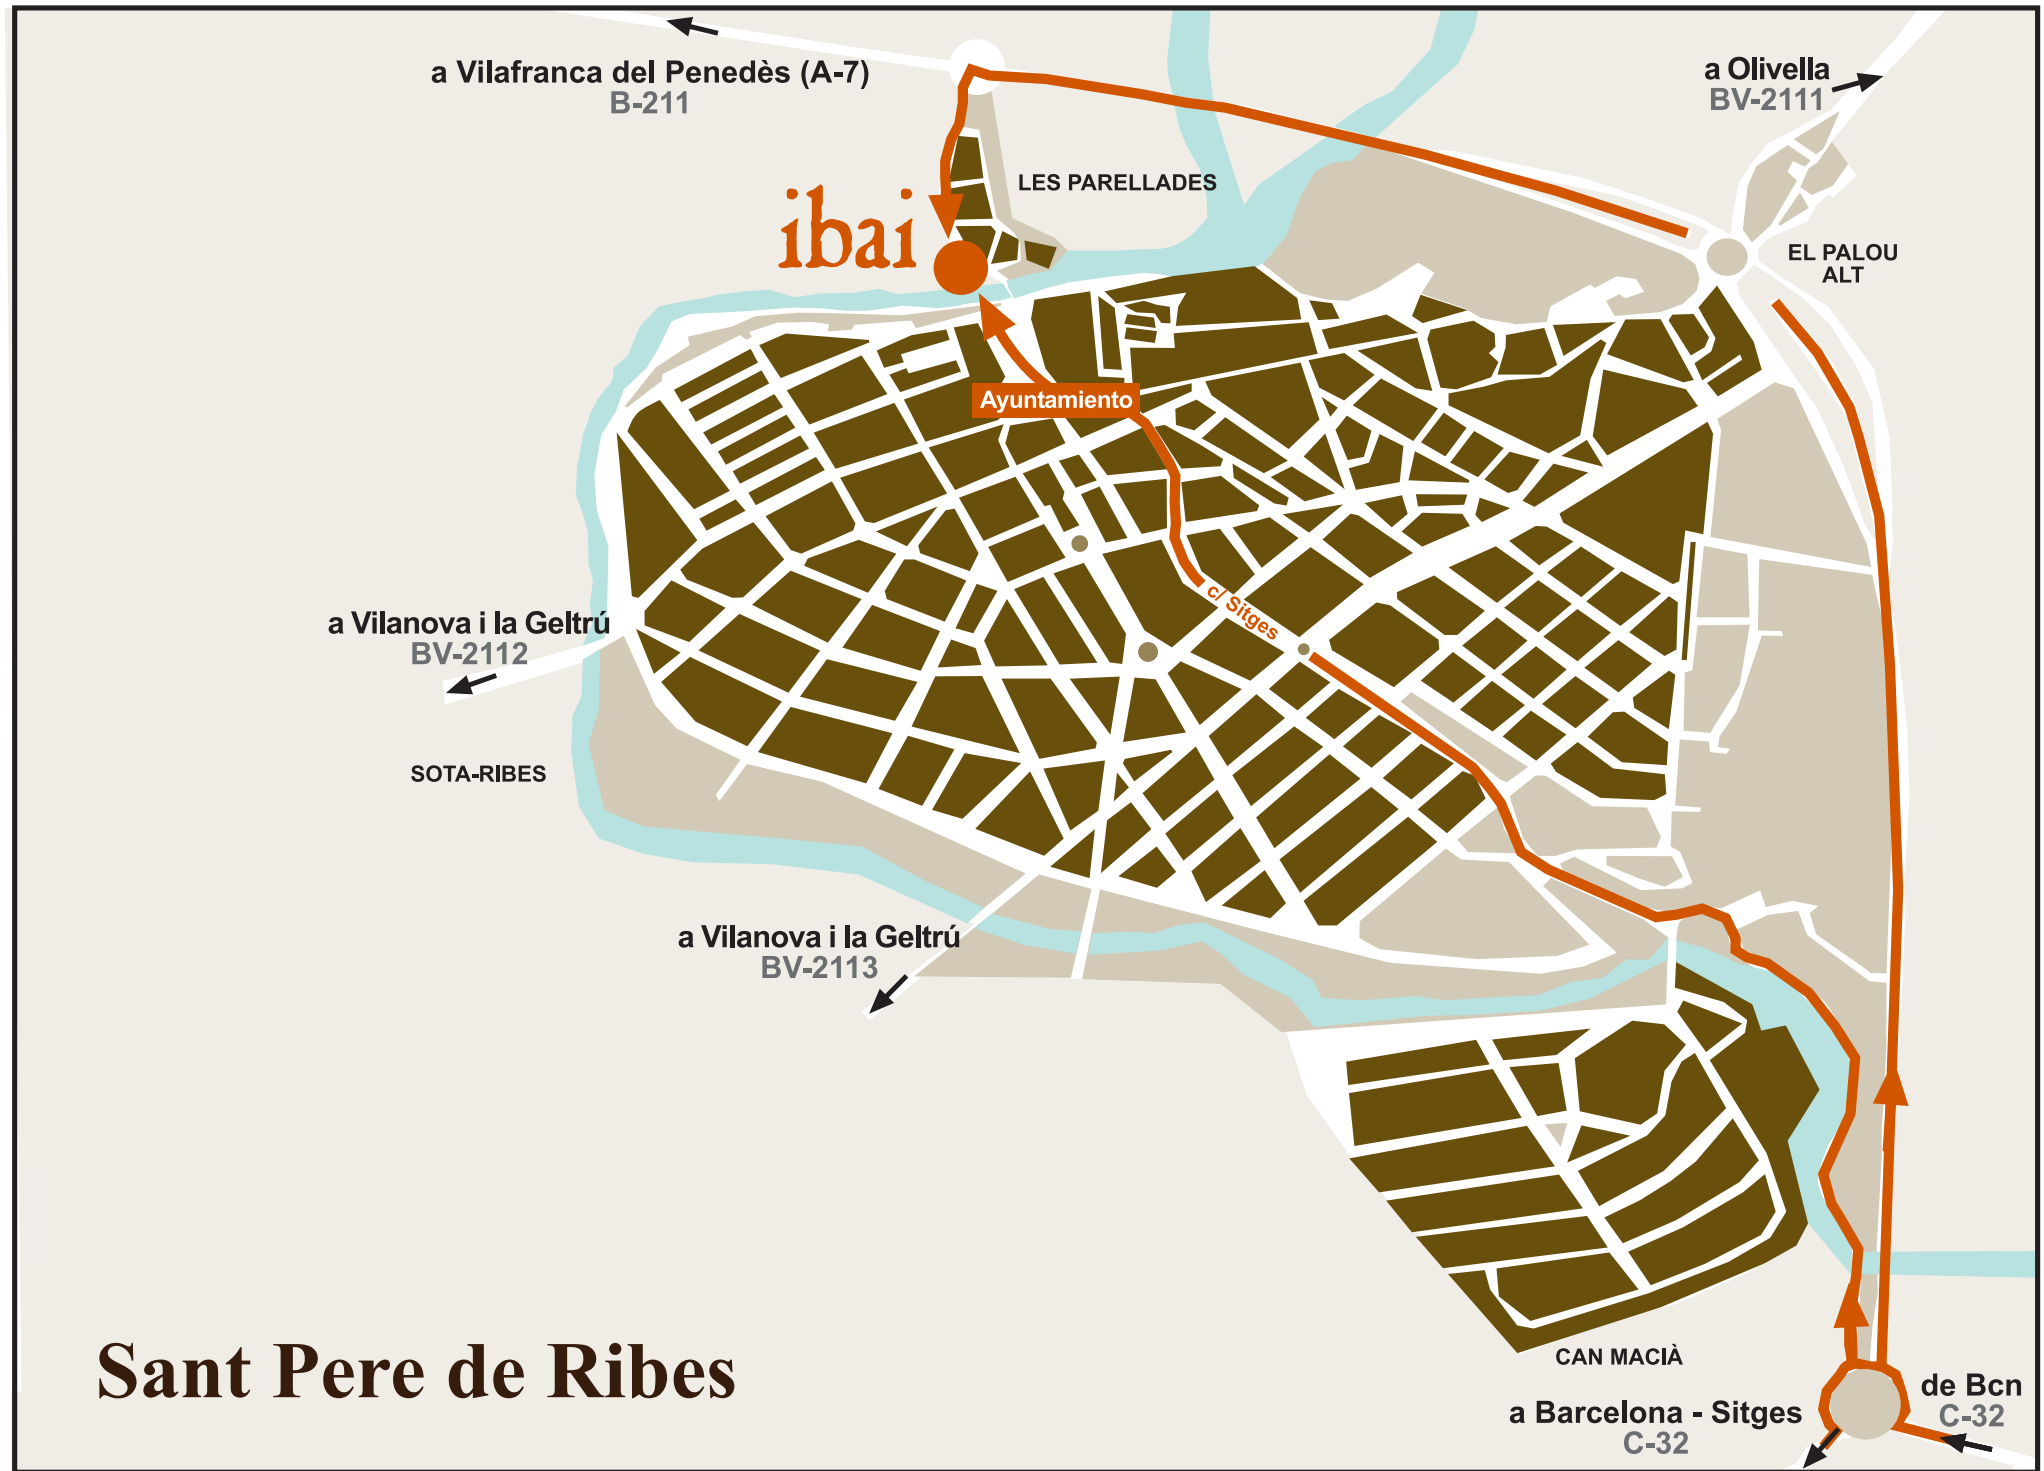 a Vilafranca del Penedès (A-7)
B-211
a Olivella
BV-2111
LES PARELLADES
ibai
EL PALOU
ALT
Ayuntamiento
c/ Sitges
a Vilanova i la Geltrú
BV-2112
SOTA-RIBES
a Vilanova i la Geltrú
BV-2113
Sant Pere de Ribes
CAN MACIÀ
a Barcelona - Sitges
C-32
de Bcn
C-32